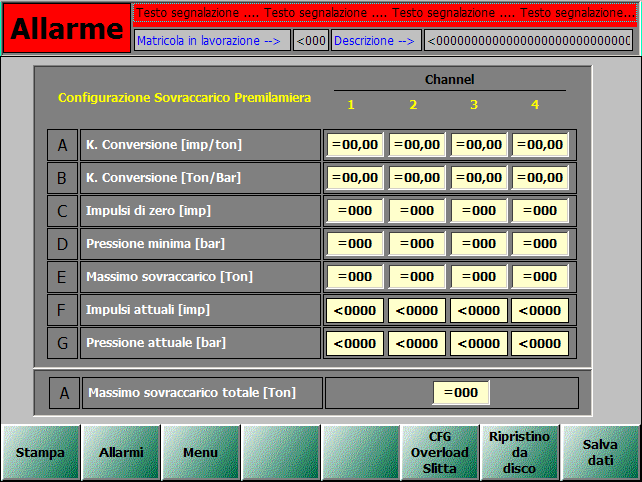 Allarme
Testo segnalazione .... Testo segnalazione .... Testo segnalazione .... Testo segnalazione ....
Matricola in lavorazione --> <000 Descrizione --> <0000000000000000000000000000
Configurazione Sovraccarico Premilamiera
Channel
1 2 3 4
A K. Conversione [imp/ton] =00,00 =00,00 =00,00 =00,00
B K. Conversione [Ton/Bar] =00,00 =00,00 =00,00 =00,00
C Impulsi di zero [imp] =000 =000 =000 =000
D Pressione minima [bar] =000 =000 =000 =000
E Massimo sovraccarico [Ton] =000 =000 =000 =000
F Impulsi attuali [imp] <0000 <0000 <0000 <0000
G Pressione attuale [bar] <0000 <0000 <0000 <0000
A Massimo sovraccarico totale [Ton] =000
Stampa
Allarmi
Menu
CFG
Overload
Slitta
Ripristino
da
disco
Salva
dati